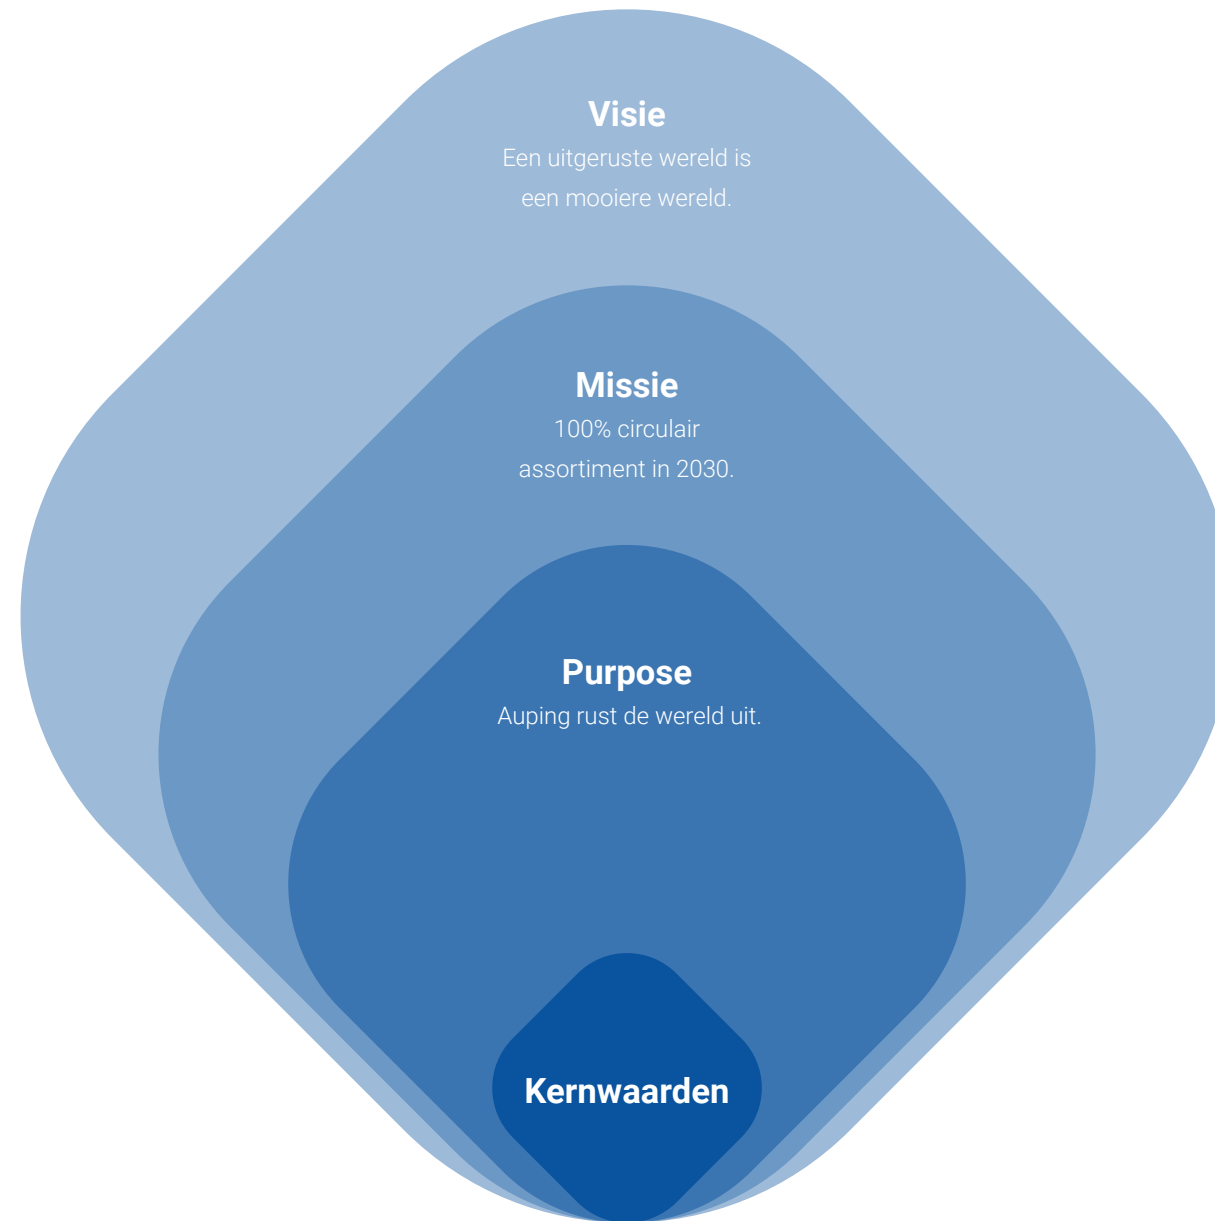 Visie
Een uitgeruste wereld is
een mooiere wereld.
Missie
100% circulair
assortiment in 2030.
Purpose
Auping rust de wereld uit.
Kernwaarden